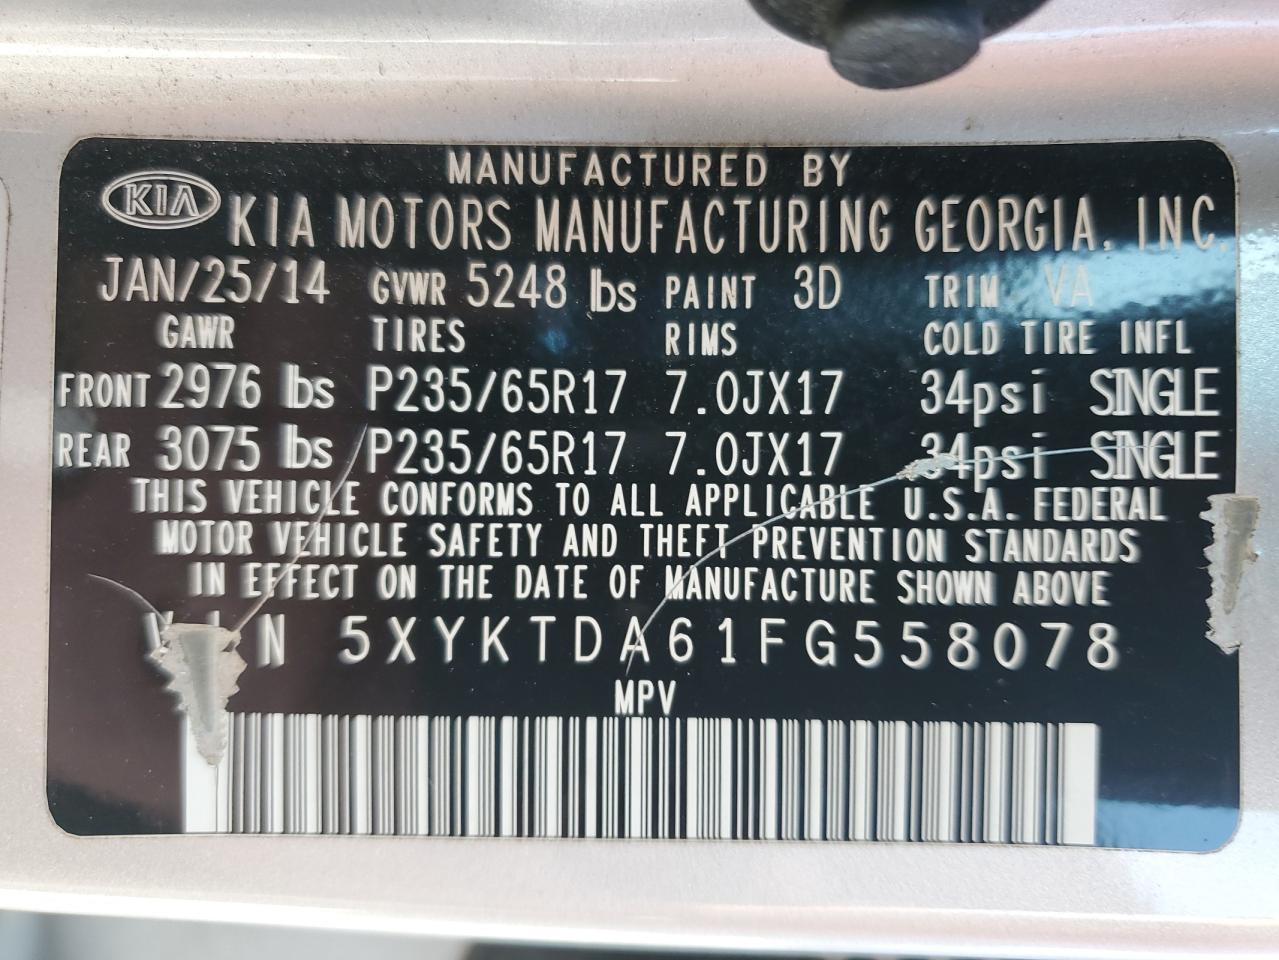 MANUFACTURED BY
KIA KIA MOTORS MANUFACTURING GEORGIA, INC.
JAN/25/14 GVWR 5248 lbs PAINT 3D TRIM VA
GAWR TIRES RIMS COLD TIRE INFL
FRONT 2976 lbs P235/65R17 7.0JX17 34psi SINGLE
REAR 3075 lbs P235/65R17 7.0JX17 34psi SINGLE
THIS VEHICLE CONFORMS TO ALL APPLICABLE U.S.A. FEDERAL
MOTOR VEHICLE SAFETY AND THEFT PREVENTION STANDARDS
IN EFFECT ON THE DATE OF MANUFACTURE SHOWN ABOVE
VIN 5XYKTDA61FG558078
MPV